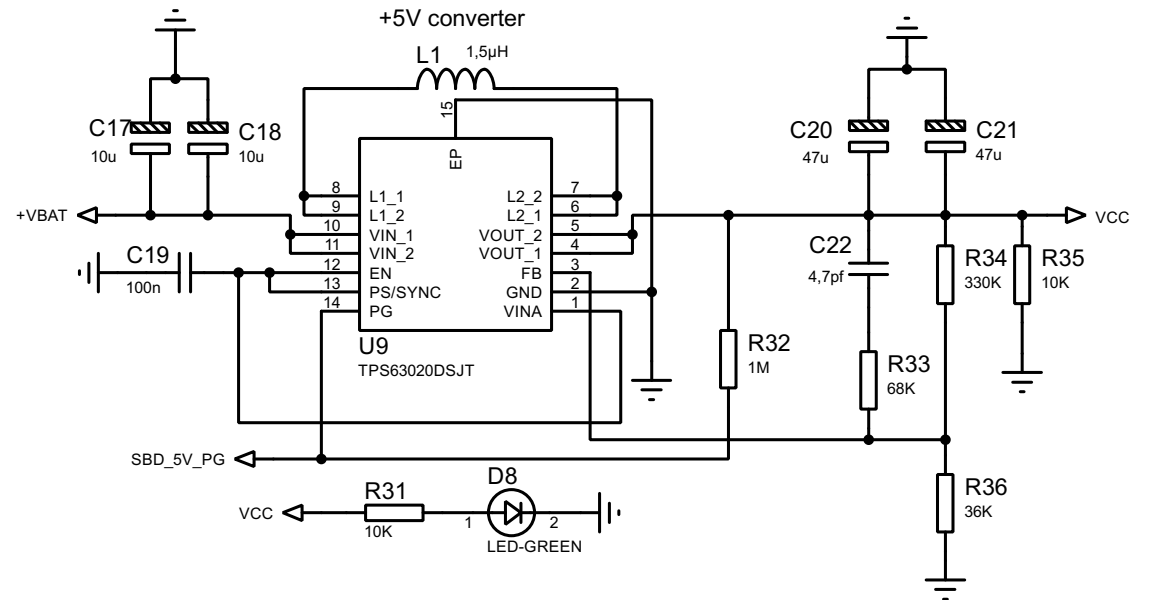 +5V converter
L1
1,5µH
C17
10u
C18
10u
C20
47u
C21
47u
15
EP
8
L1_1
9
L1_2
10
VIN_1
11
VIN_2
12
EN
13
PS/SYNC
14
PG
L2_2
7
L2_1
6
VOUT_2
5
VOUT_1
4
FB
3
GND
2
VINA
1
+VBAT
VCC
C19
100n
C22
4,7pf
R34
330K
R35
10K
U9
TPS63020DSJT
R32
1M
R33
68K
SBD_5V_PG
R36
36K
VCC
R31
10K
D8
1
2
LED-GREEN